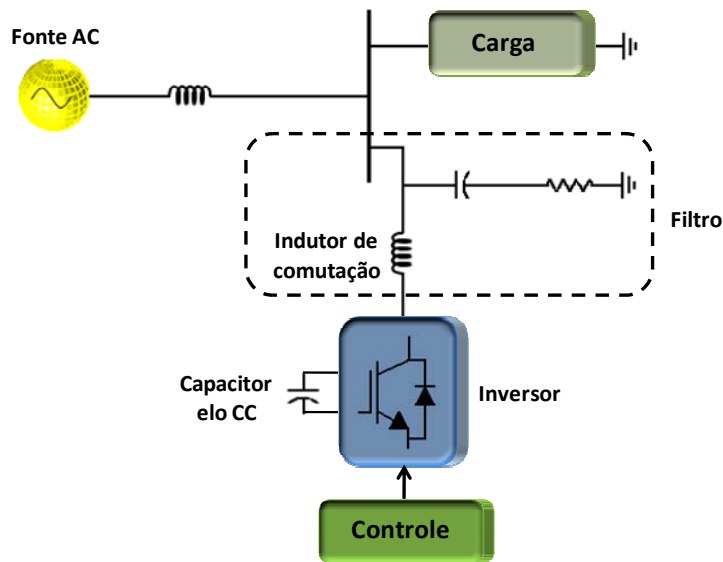 Fonte AC
Carga
Filtro
Indutor de
comutação
Capacitor
elo CC
Inversor
Controle